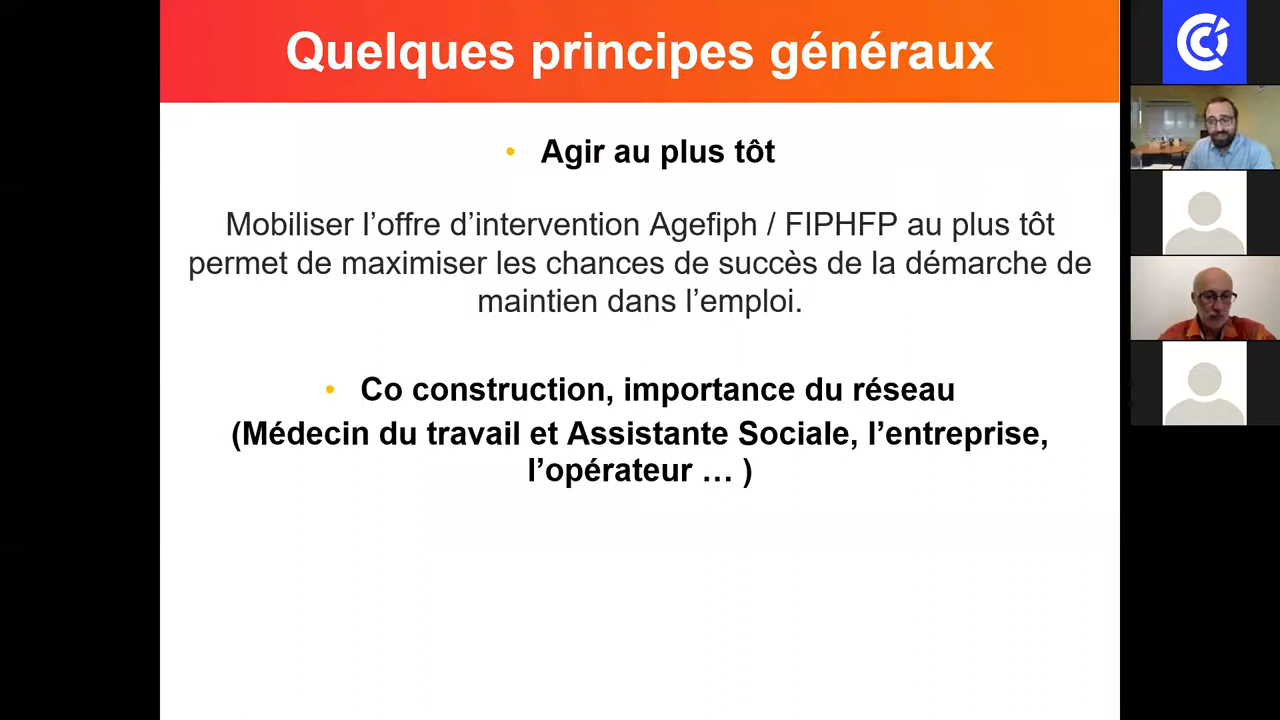 Quelques principes généraux
• Agir au plus tôt
Mobiliser l’offre d’intervention Agefiph / FIPHFP au plus tôt
permet de maximiser les chances de succès de la démarche de
maintien dans l’emploi.
• Co construction, importance du réseau
(Médecin du travail et Assistante Sociale, l’entreprise,
l’opérateur … )